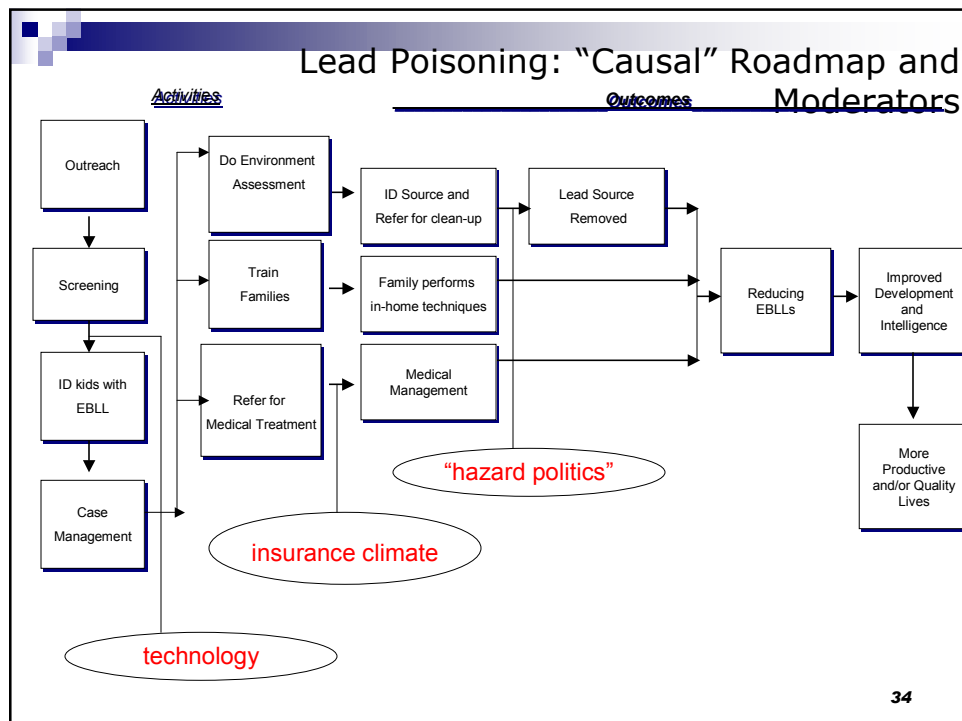 Lead Poisoning: “Causal” Roadmap and
Moderators
Activities
Outcomes
Outreach
Screening
ID kids with
EBLL
Case
Management
Do Environment
Assessment
Train
Families
Refer for
Medical Treatment
ID Source and
Refer for clean-up
Family performs
in-home techniques
Medical
Management
Lead Source
Removed
Reducing
EBLLs
Improved
Development
and
Intelligence
More
Productive
and/or Quality
Lives
“hazard politics”
insurance climate
technology
34